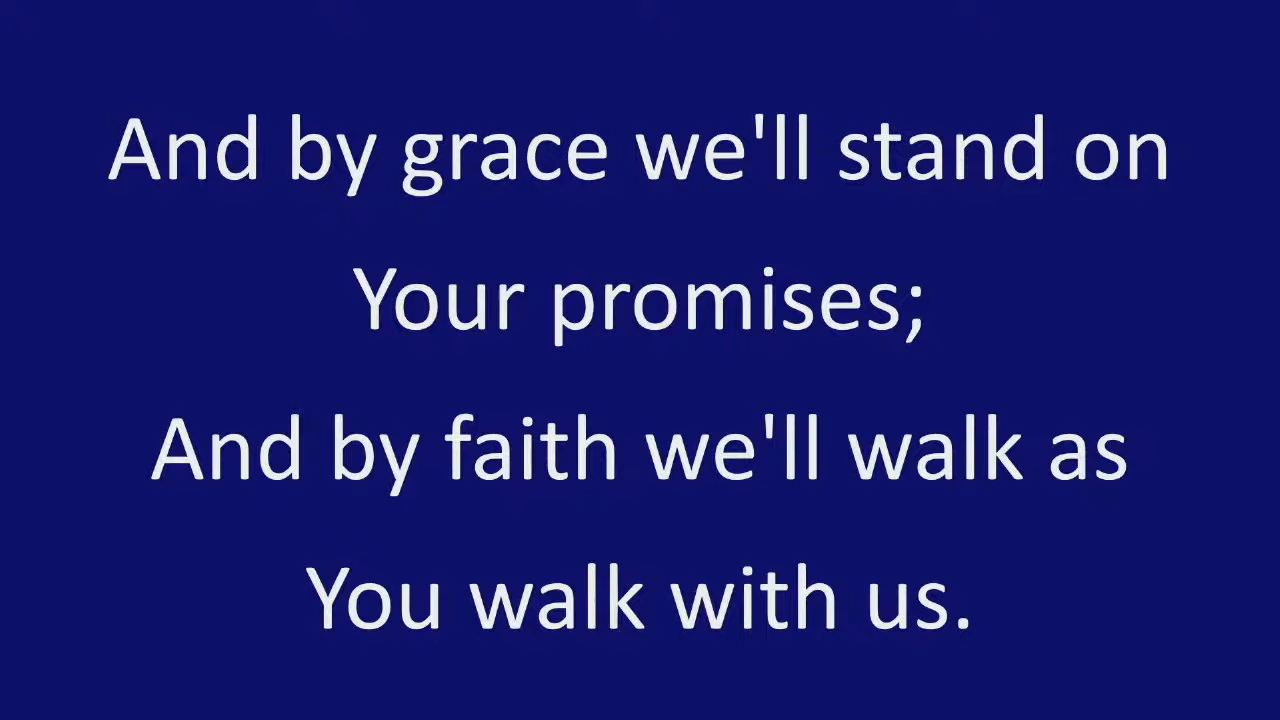 And by grace we'll stand on
Your promises;
And by faith we'll walk as
You walk with us.